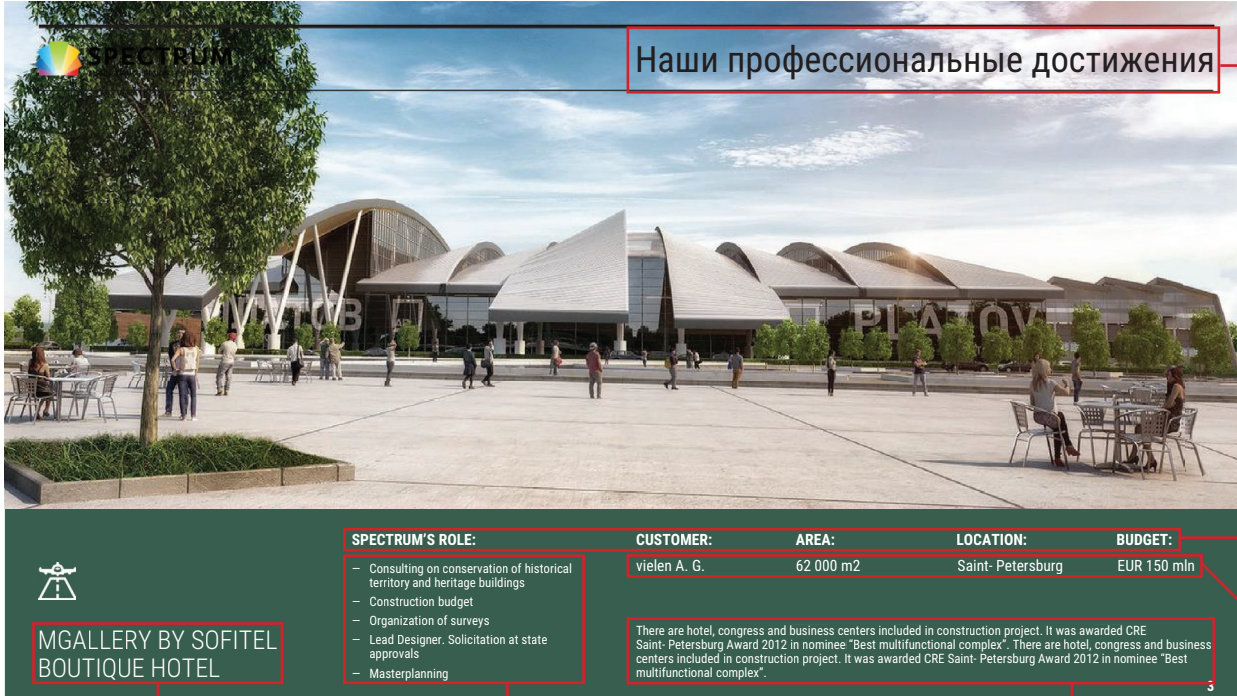 SPECTRUM
Наши профессиональные достижения
PLATOV
SPECTRUM'S ROLE:
CUSTOMER:
AREA:
LOCATION:
BUDGET:
– Consulting on conservation of historical
territory and heritage buildings
– Construction budget
– Organization of surveys
– Lead Designer. Solicitation at state
approvals
– Masterplanning
vielen A. G.
62 000 m2
Saint- Petersburg
EUR 150 mln
There are hotel, congress and business centers included in construction project. It was awarded CRE
Saint- Petersburg Award 2012 in nominee “Best multifunctional complex”. There are hotel, congress and business
centers included in construction project. It was awarded CRE Saint- Petersburg Award 2012 in nominee “Best
multifunctional complex”.
MGALLERY BY SOFITEL
BOUTIQUE HOTEL
3